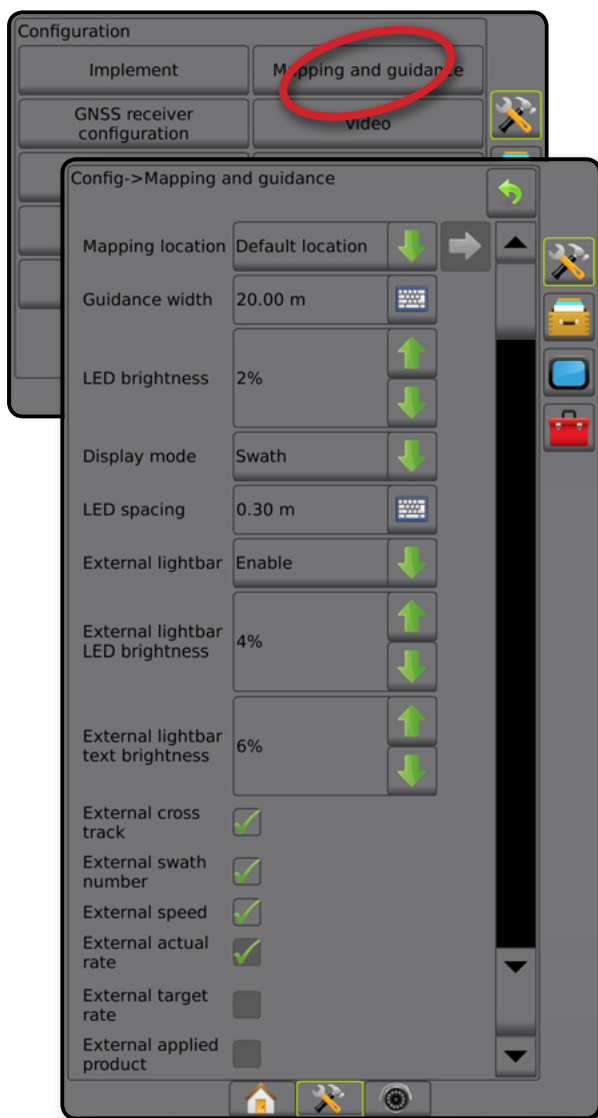 Configuration
Implement
Mapping and guidance
GNSS receiver
configuration
Video
Config->Mapping and guidance
Mapping location
Default location
Guidance width
20.00 m
LED brightness
2%
Display mode
Swath
LED spacing
0.30 m
External lightbar
Enable
External lightbar
LED brightness
4%
External lightbar
text brightness
6%
External cross
track
External swath
number
External speed
External actual
rate
External target
rate
External applied
product